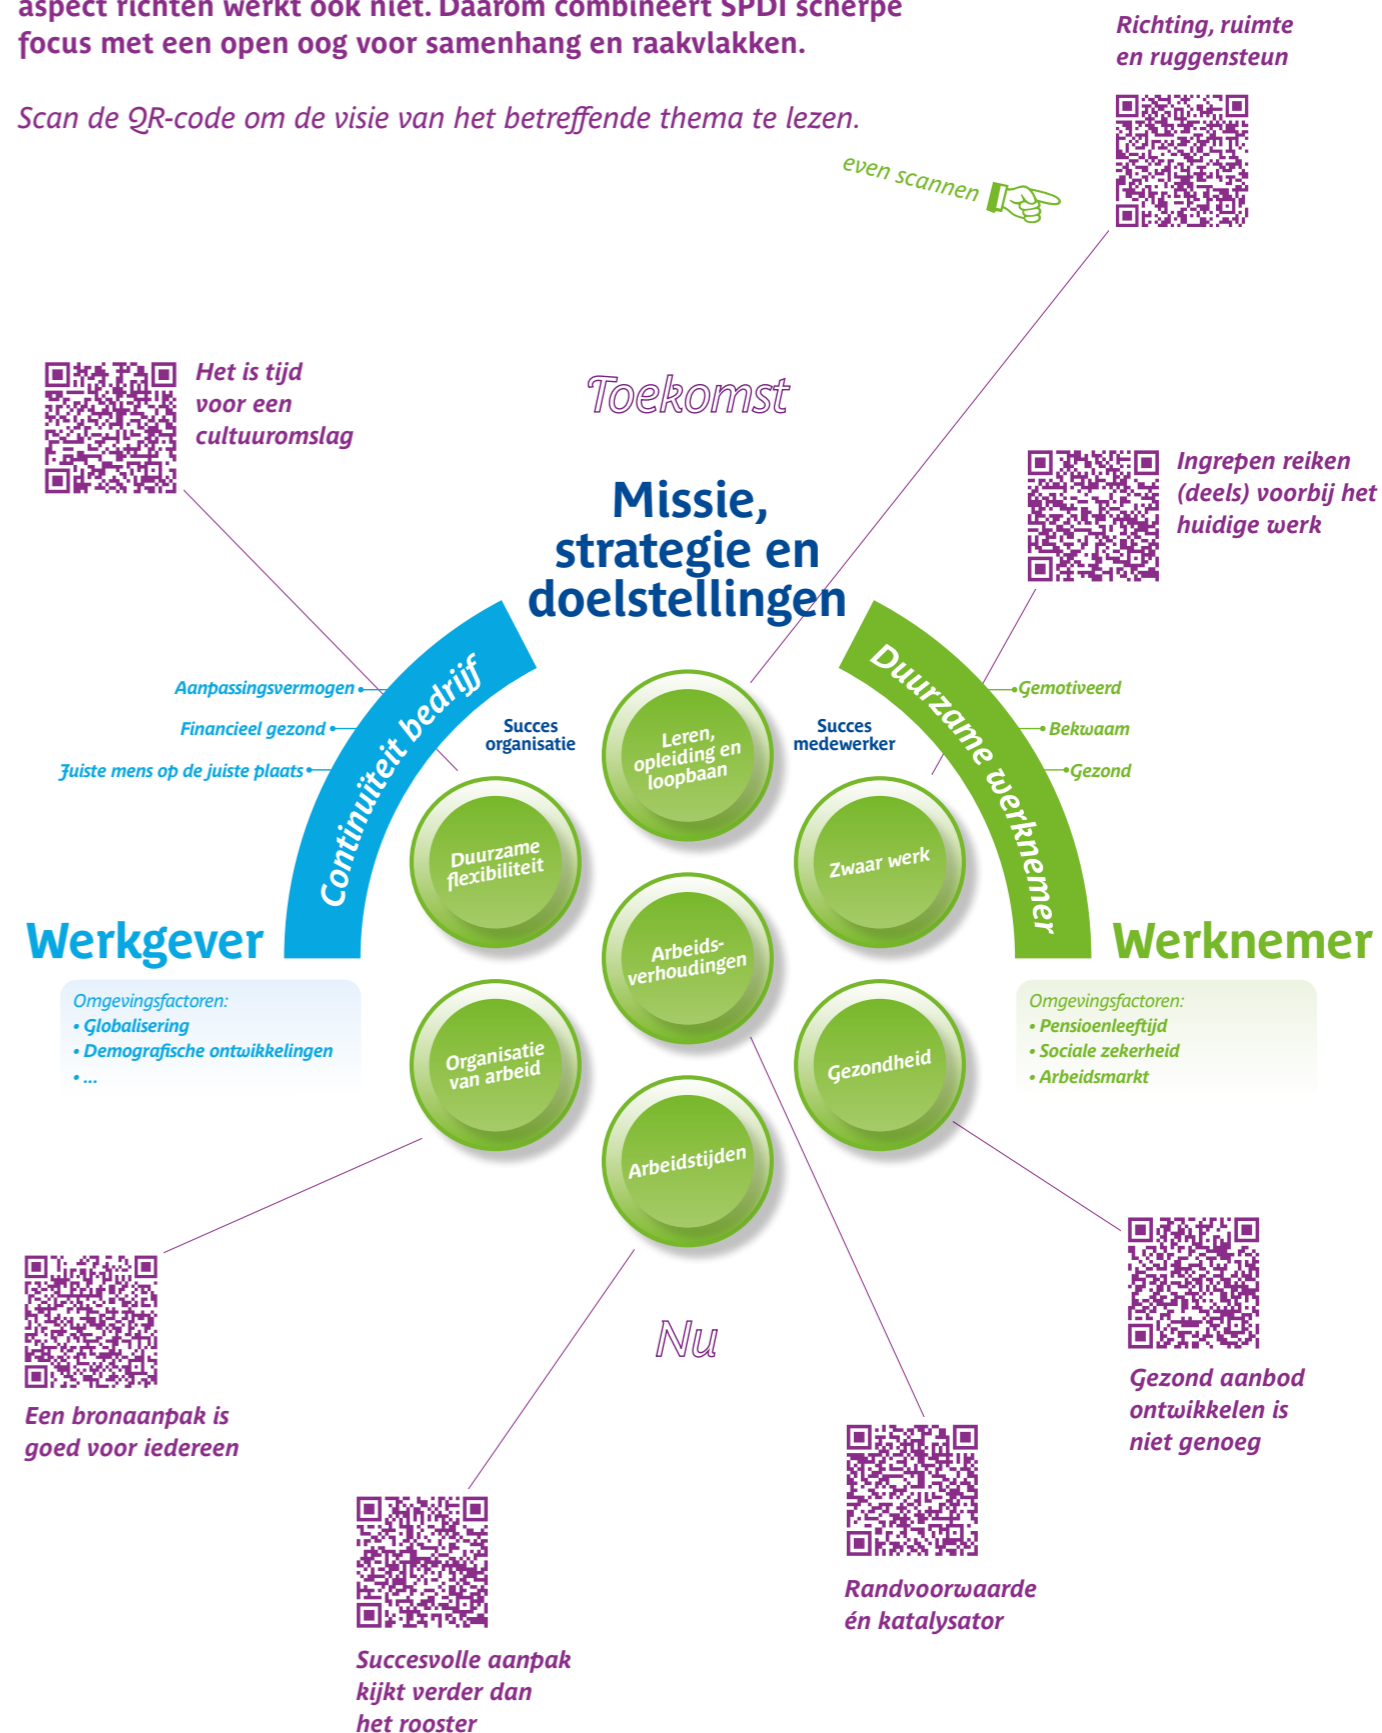 aspect richten werkt ook niet. Daarom combineert SPDI scherpe
focus met een open oog voor samenhang en raakvlakken.
Scan de QR-code om de visie van het betreffende thema te lezen.
Richting, ruimte
en ruggensteun
even scannen
Het is tijd
voor een
cultuuromslag
Toekomst
Ingrepen reiken
(deels) voorbij het
huidige werk
Missie,
strategie en
doelstellingen
Continuïteit bedrijf
Duurzame werknemer
Aanpassingsvermogen
Financieel gezond
Juiste mens op de juiste plaats
Succes
organisatie
Succes
medewerker
Gemotiveerd
Bekwaam
Gezond
Leren,
opleiding en
loopbaan
Duurzame
flexibiliteit
Zwaar werk
Arbeids-
verhoudingen
Werkgever
Werknemer
Omgevingsfactoren:
• Globalisering
• Demografische ontwikkelingen
• ...
Omgevingsfactoren:
• Pensioenleeftijd
• Sociale zekerheid
• Arbeidsmarkt
Organisatie
van arbeid
Gezondheid
Arbeidstijden
Nu
Een bronaanpak is
goed voor iedereen
Gezond aanbod
ontwikkelen is
niet genoeg
Randvoorwaarde
én katalysator
Succesvolle aanpak
kijkt verder dan
het rooster